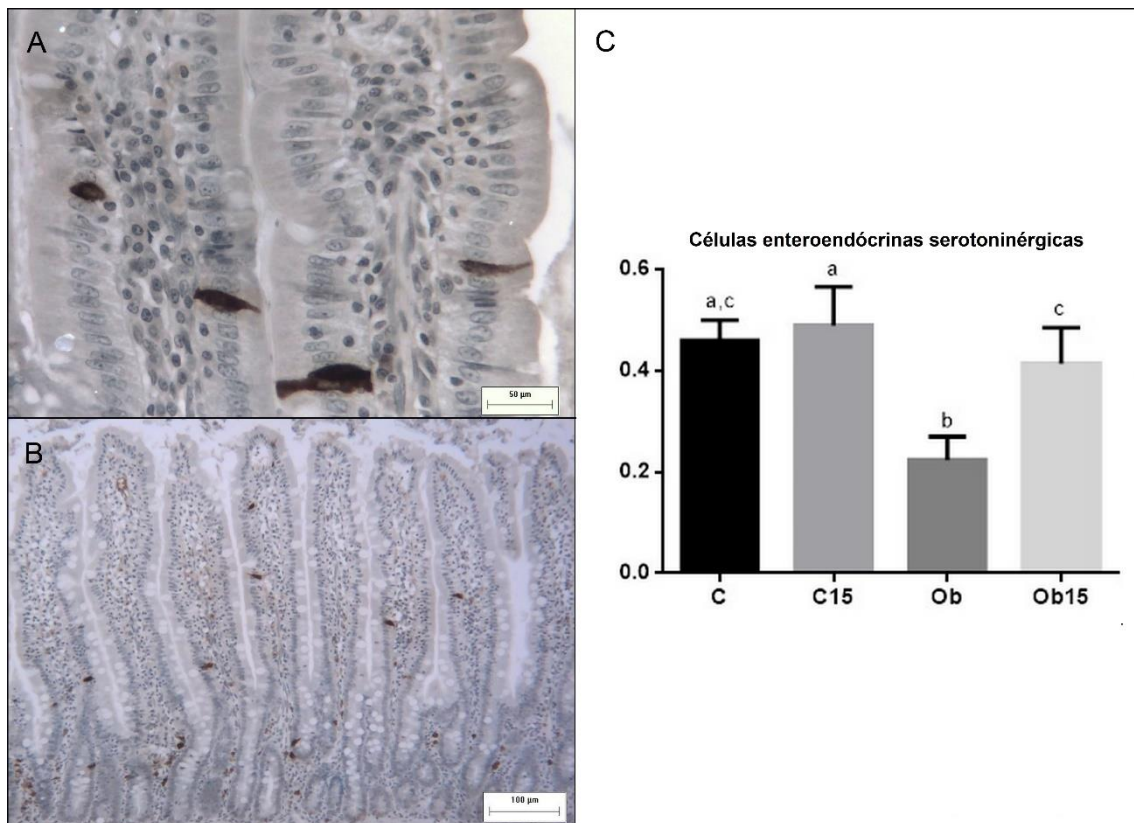 A
50 µm
B
100 µm
C
Células enteroendócrinas serotoninérgicas
0.6
0.4
0.2
0.0
a,c
a
b
c
C
C15
Ob
Ob15